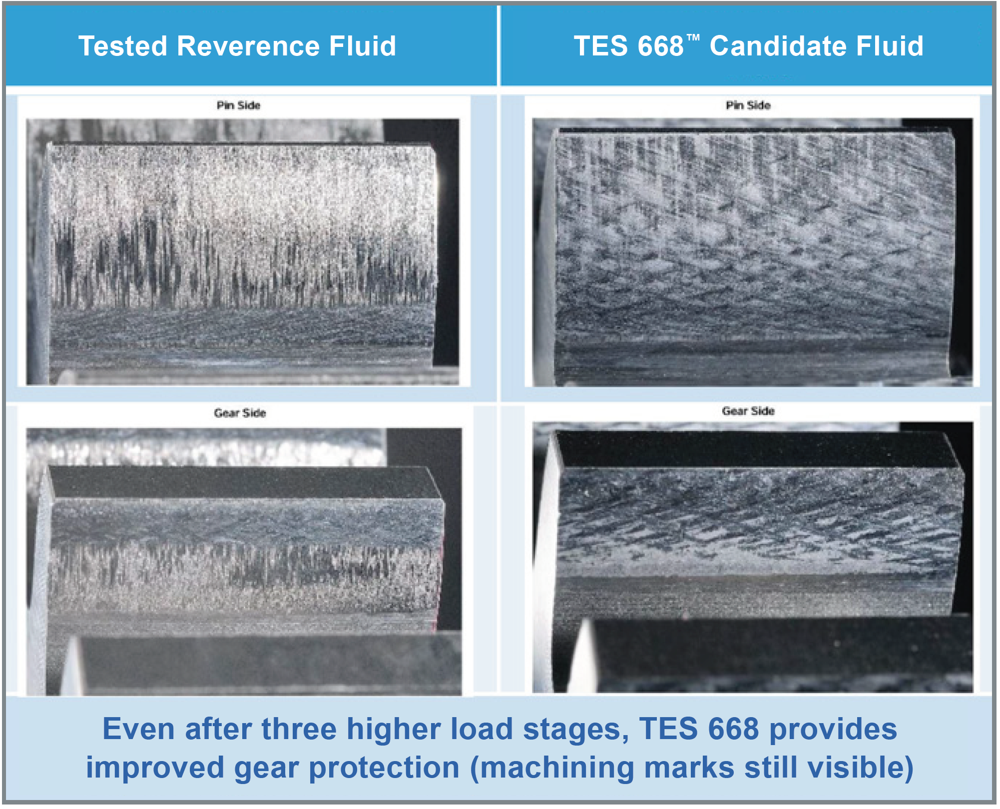 Tested Reverence Fluid
TES 668™ Candidate Fluid
Pin Side
Pin Side
Gear Side
Gear Side
Even after three higher load stages, TES 668 provides
improved gear protection (machining marks still visible)